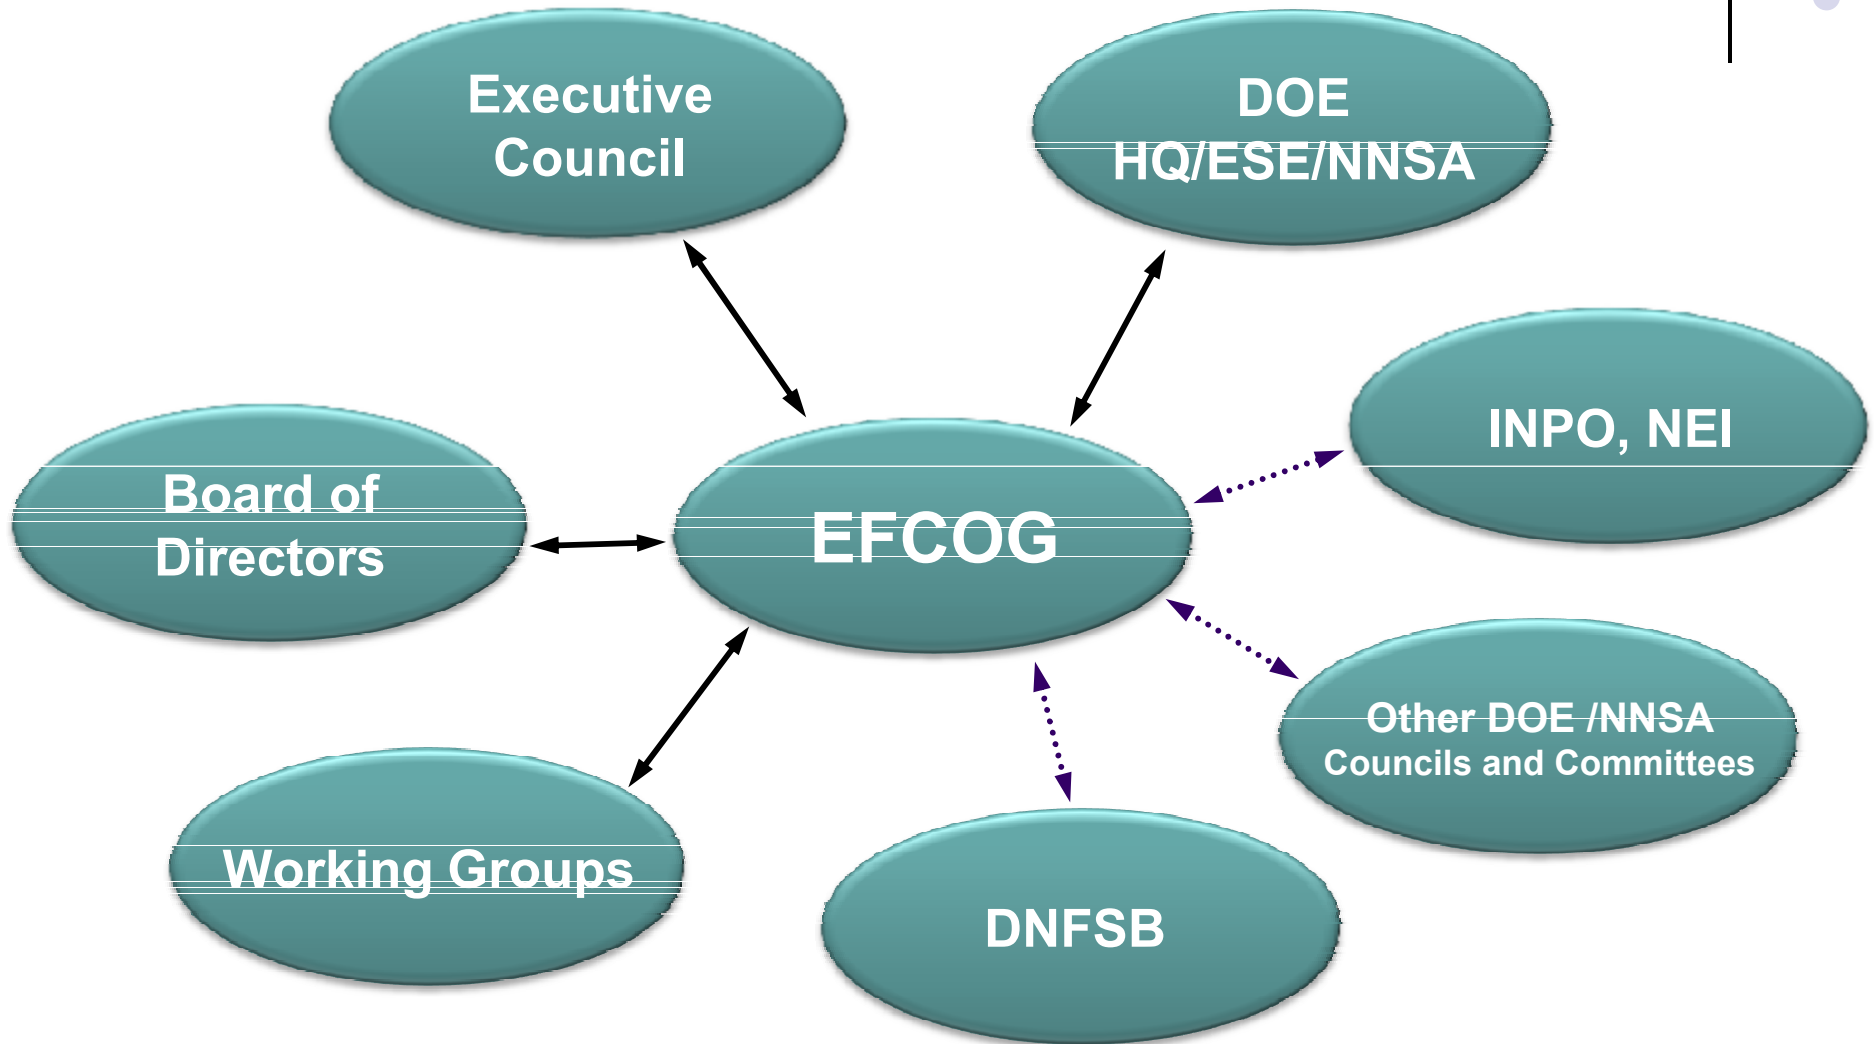 Executive
Council
DOE
HQ/ESE/NNSA
INPO, NEI
Board of
Directors
EFCOG
Other DOE /NNSA
Councils and Committees
Working Groups
DNFSB